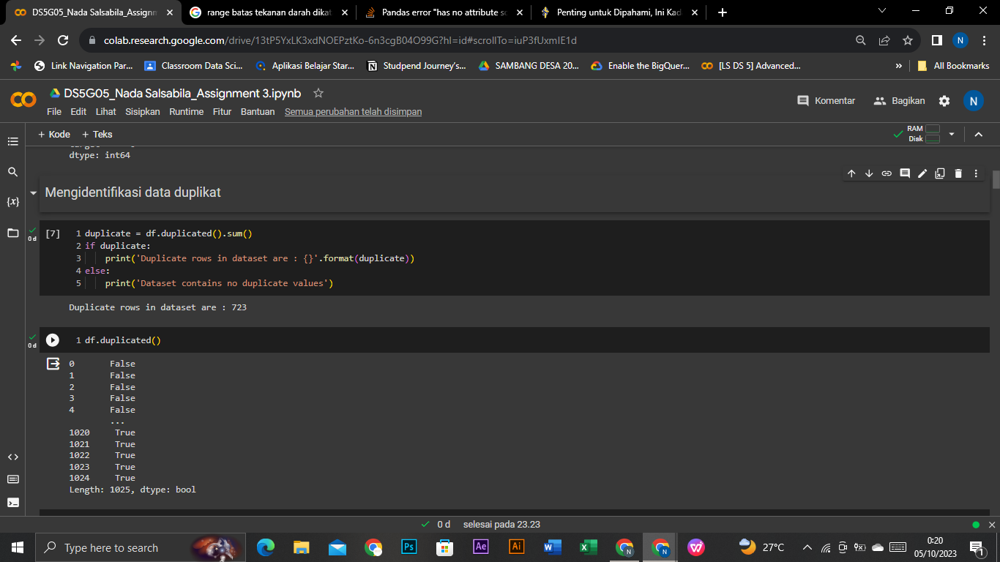 DS5G05_Nada Salsabila_Assignm
range batas tekanan darah dikat
Pandas error "has no attribute sc
Penting untuk Dipahami, Ini Kad
colab.research.google.com/drive/13tP5YxLK3xdNOEPztKo-6n3cgB04O99G?hl=id#scrollTo=iuP3fUxmIE1d
N
Link Navigation Par...
Classroom Data Sci...
Aplikasi Belajar Star...
Studpend Journey's...
SAMBANG DESA 20...
Enable the BigQuer...
[LS DS 5] Advanced...
»
All Bookmarks
DS5G05_Nada Salsabila_Assignment 3.ipynb
Komentar
Bagikan
N
File Edit Lihat Sisipkan Runtime Fitur Bantuan Semua perubahan telah disimpan
+ Kode + Teks
RAM
Disk
dtype: int64
Mengidentifikasi data duplikat
{x}
0 d
[7]
1 duplicate = df.duplicated().sum()
2 if duplicate:
3 print('Duplicate rows in dataset are : {}'.format(duplicate))
4 else:
5 print('Dataset contains no duplicate values')
Duplicate rows in dataset are : 723
0 d
1 df.duplicated()
0 False
1 False
2 False
3 False
4 False
...
1020 True
1021 True
1022 True
1023 True
1024 True
Length: 1025, dtype: bool
0 d selesai pada 23.23
Type here to search
Ps
Ae
Ai
27°C
0:20
05/10/2023
1